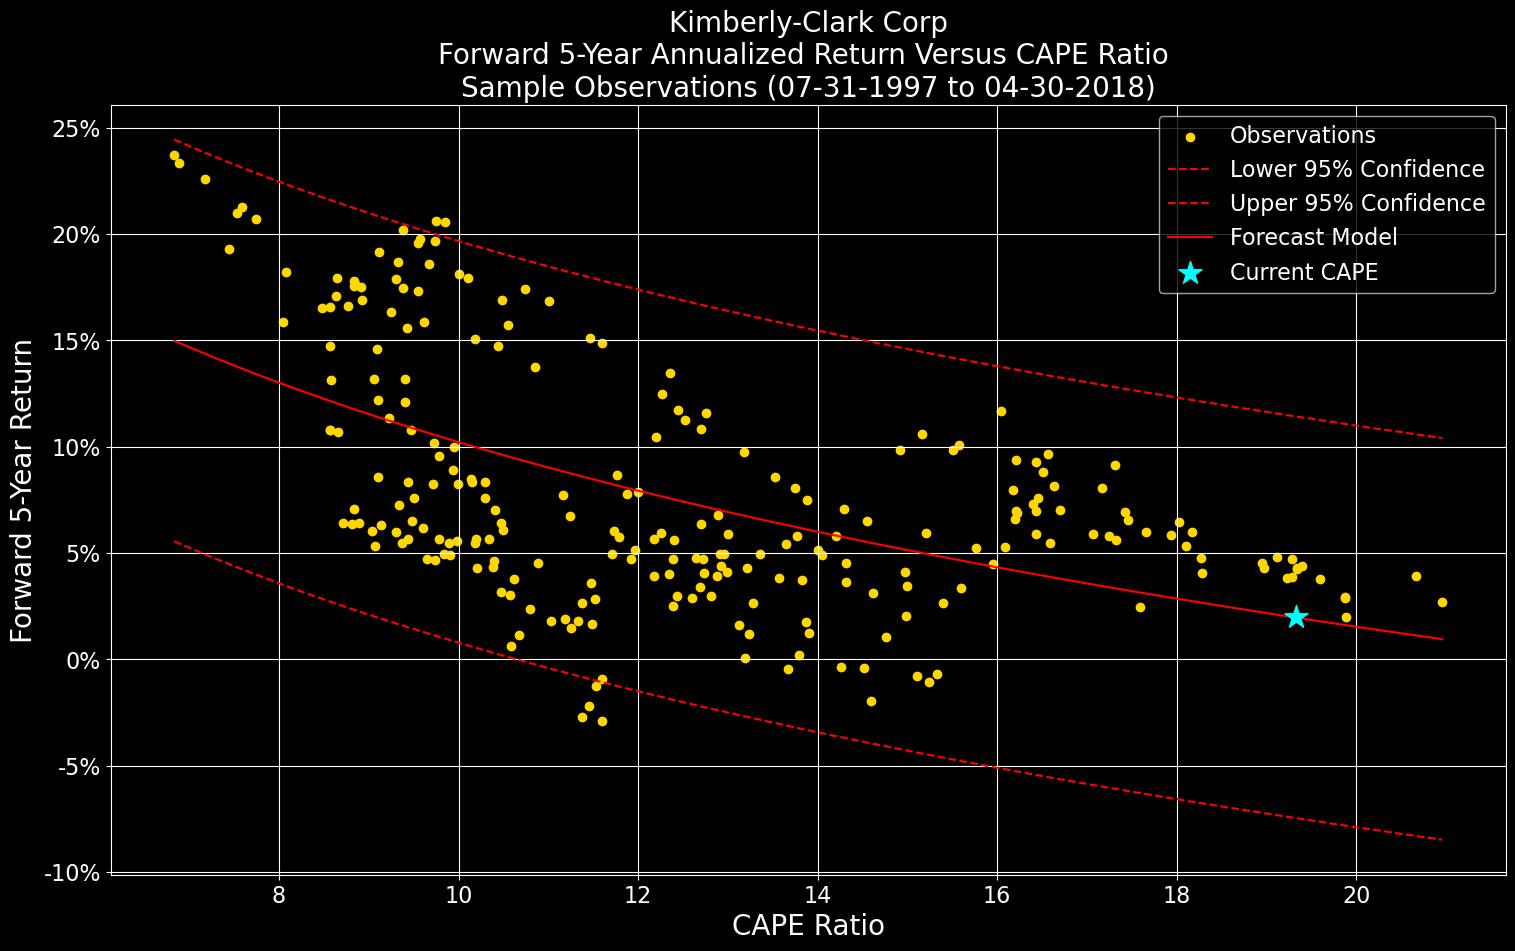 Kimberly-Clark Corp
Forward 5-Year Annualized Return Versus CAPE Ratio
Sample Observations (07-31-1997 to 04-30-2018)
Observations
Lower 95% Confidence
Upper 95% Confidence
Forecast Model
Current CAPE
Forward 5-Year Return
25%
20%
15%
10%
5%
0%
-5%
-10%
8 10 12 14 16 18 20
CAPE Ratio